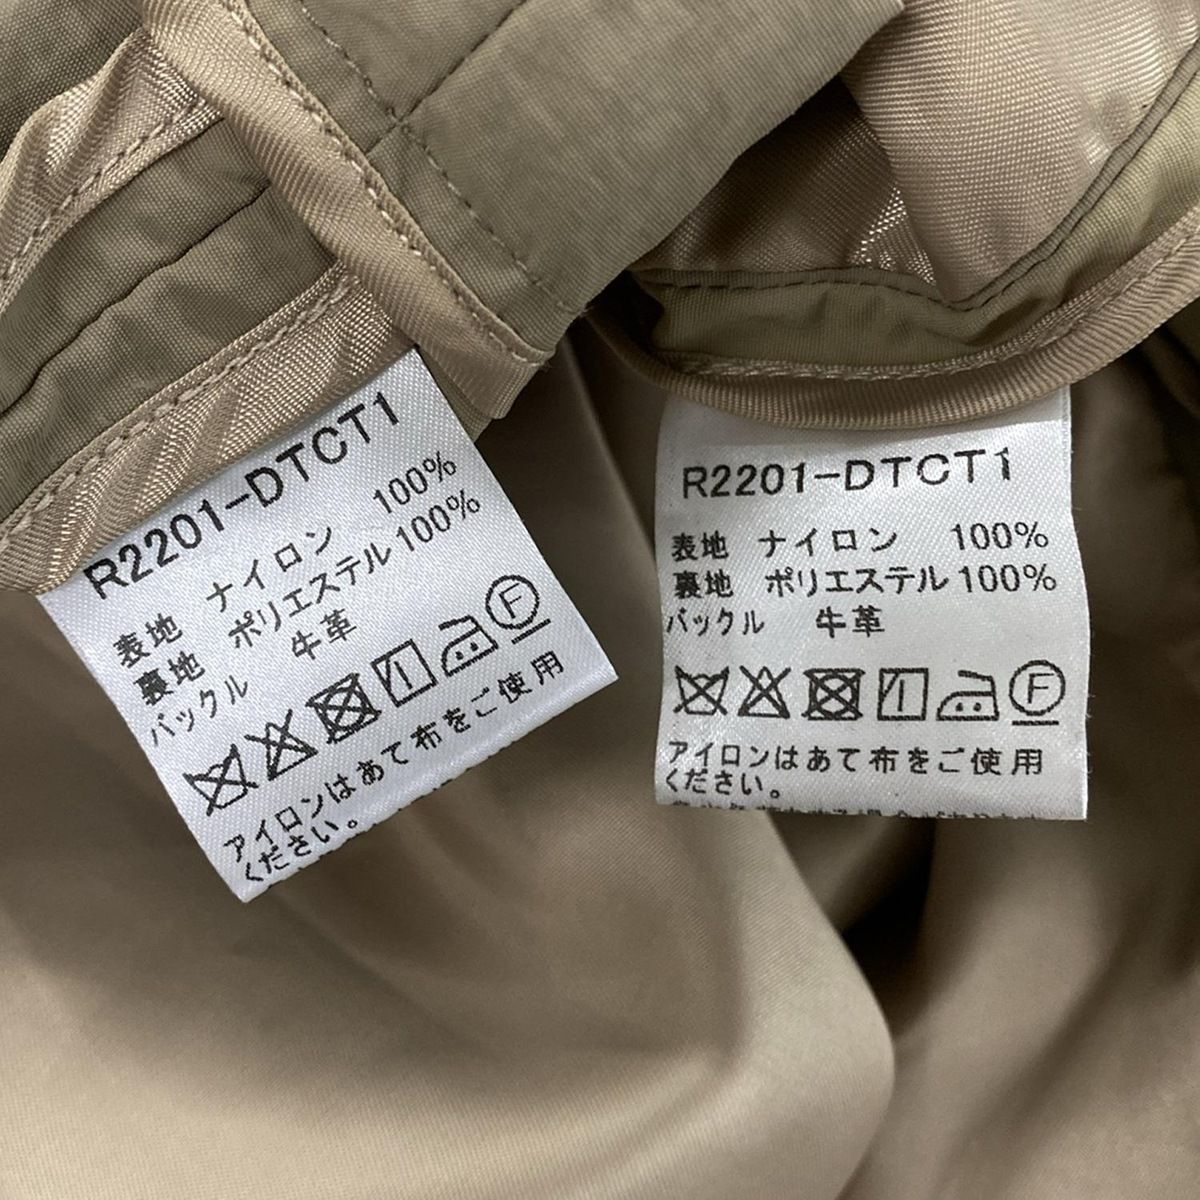 R2201-DTCT1
表地 ナイロン 100%
裏地 ポリエステル 100%
バックル 牛革
F
アイロンはあて布をご使用
ください。
R2201-DTCT1
表地 ナイロン 100%
裏地 ポリエステル 100%
バックル 牛革
F
アイロンはあて布をご使用
ください。